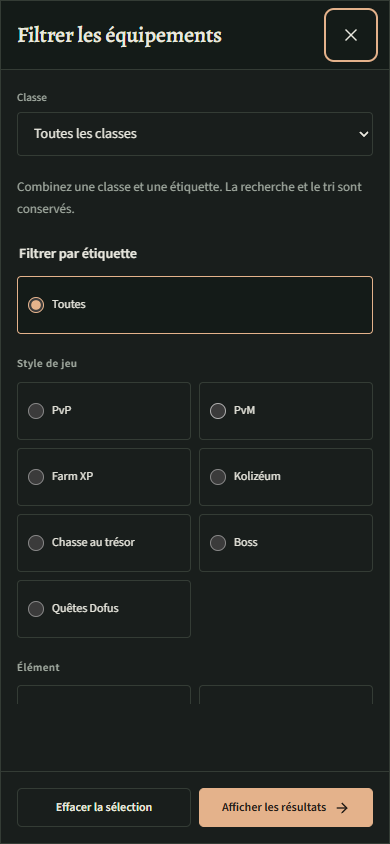 Filtrer les équipements
Classe
Toutes les classes
Combinez une classe et une étiquette. La recherche et le tri sont
conservés.
Filtrer par étiquette
Toutes
Style de jeu
PvP
PvM
Farm XP
Kolizéum
Chasse au trésor
Boss
Quêtes Dofus
Élément
Effacer la sélection
Afficher les résultats